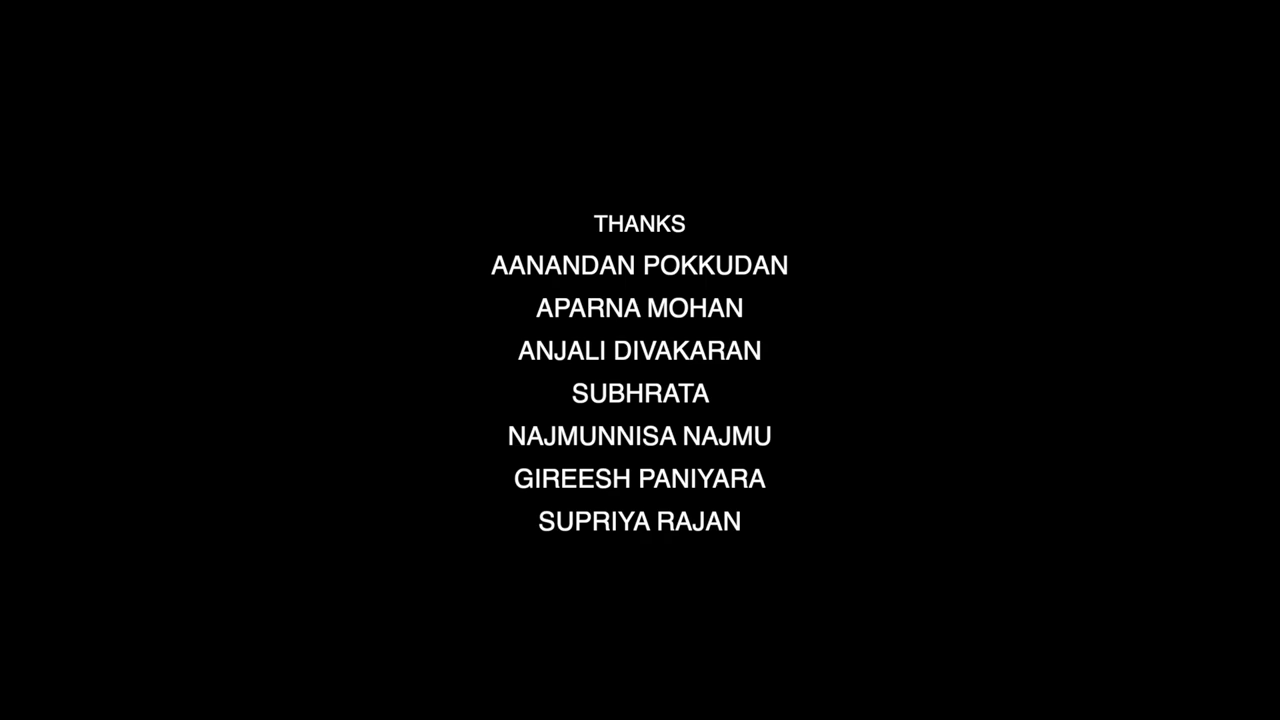 THANKS
AANANDAN POKKUDAN
APARNA MOHAN
ANJALI DIVAKARAN
SUBHRATA
NAJMUNNISA NAJMU
GIREESH PANIYARA
SUPRIYA RAJAN